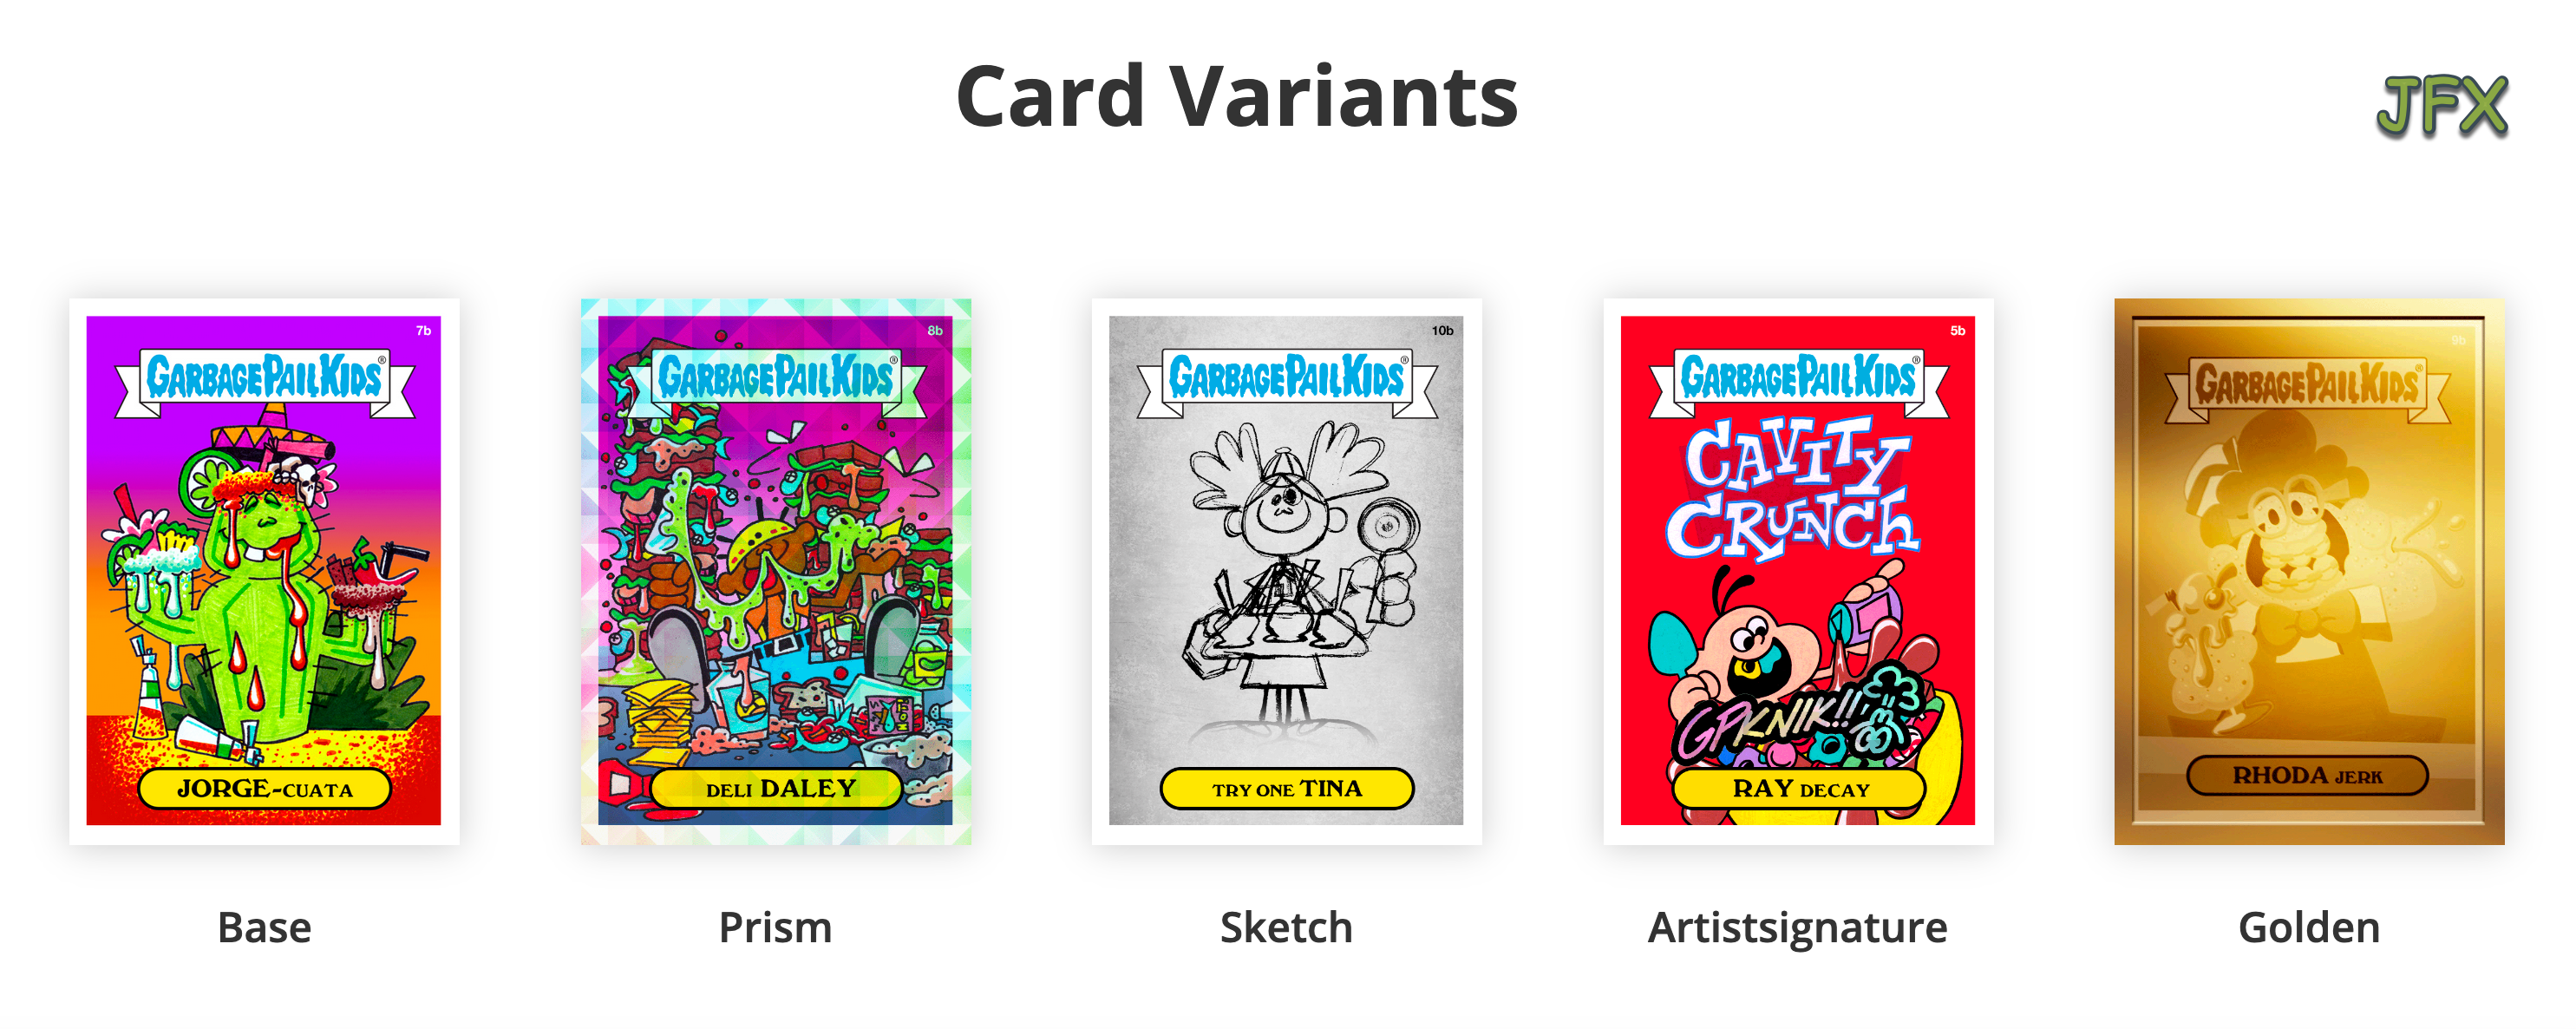 Card Variants
JFX
7b
GARBAGE PAIL KIDS®
JORGE-CUATA
Base
8b
GARBAGE PAIL KIDS®
DELI DALEY
Prism
10b
GARBAGE PAIL KIDS®
TRY ONE TINA
Sketch
5b
GARBAGE PAIL KIDS®
CAVITY
CRUNCH
GPKNIK!!
RAY DECAY
Artistsignature
9b
GARBAGE PAIL KIDS®
RHODA JERK
Golden